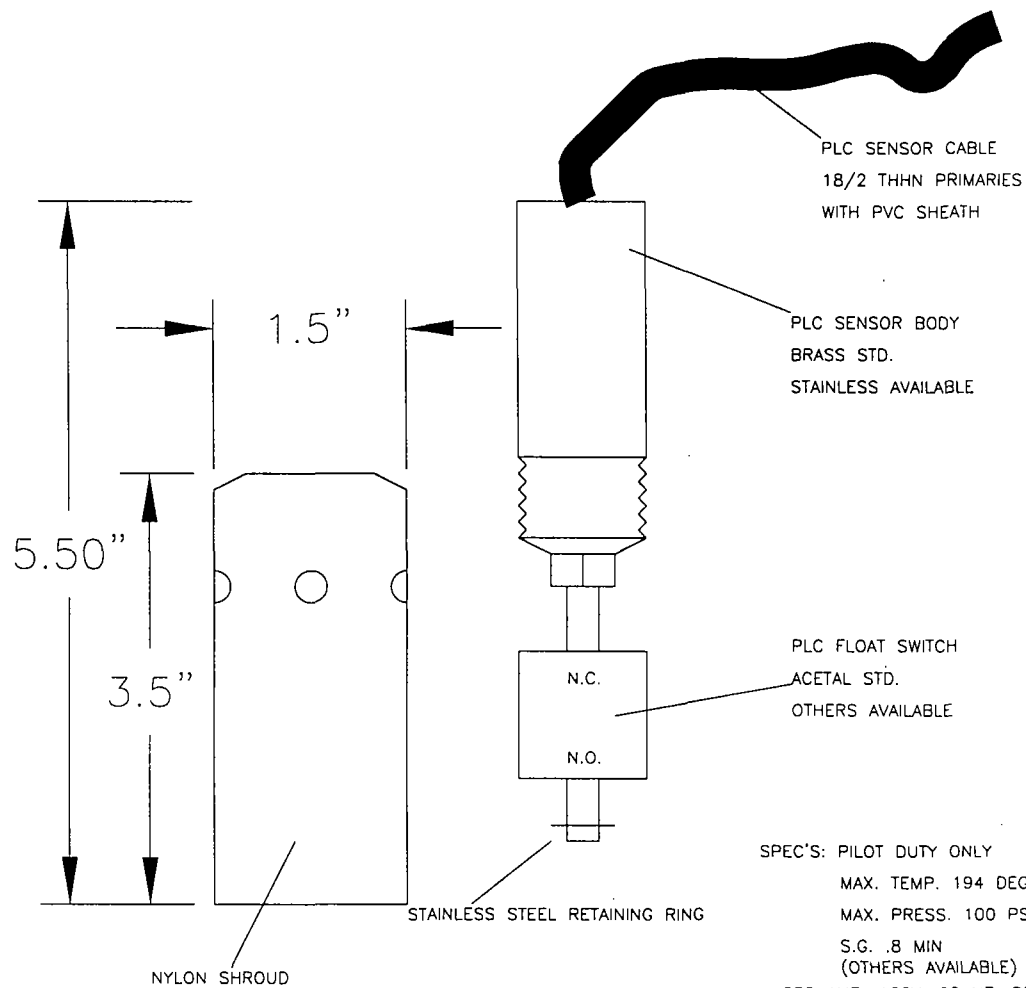 PLC SENSOR CABLE
18/2 THHN PRIMARIES
WITH PVC SHEATH
1.5"
PLC SENSOR BODY
BRASS STD.
STAINLESS AVAILABLE
5.50"
3.5"
PLC FLOAT SWITCH
ACETAL STD.
OTHERS AVAILABLE
N.C.
N.O.
STAINLESS STEEL RETAINING RING
NYLON SHROUD
SPEC'S: PILOT DUTY ONLY
MAX. TEMP. 194 DEG
MAX. PRESS. 100 PS
S.G. .8 MIN
(OTHERS AVAILABLE)